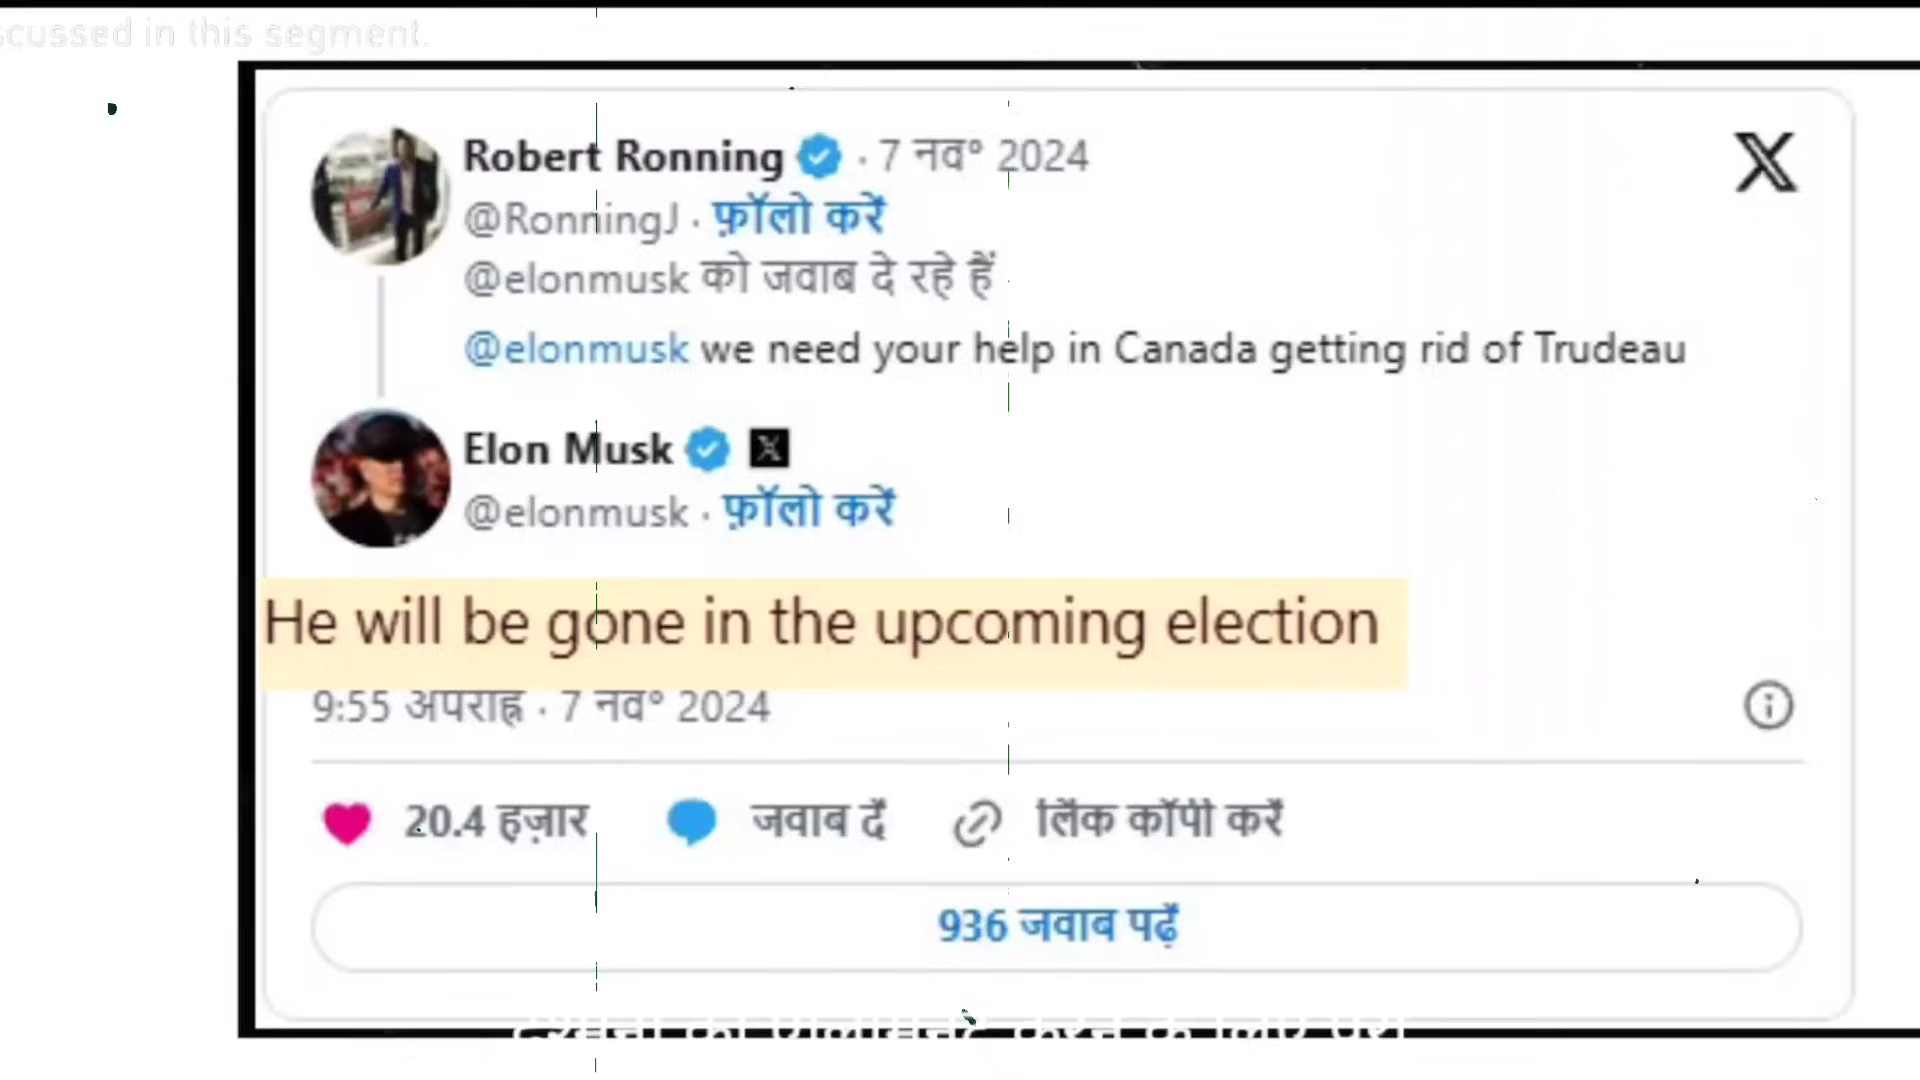 discussed in this segment.
Robert Ronning · 7 नव° 2024
@RonningJ · फ़ॉलो करें
@elonmusk को जवाब दे रहे हैं
@elonmusk we need your help in Canada getting rid of Trudeau
Elon Musk
@elonmusk · फ़ॉलो करें
He will be gone in the upcoming election
9:55 अपराह्न · 7 नव° 2024
20.4 हज़ार जवाब दें लिंक कॉपी करें
936 जवाब पढ़ें